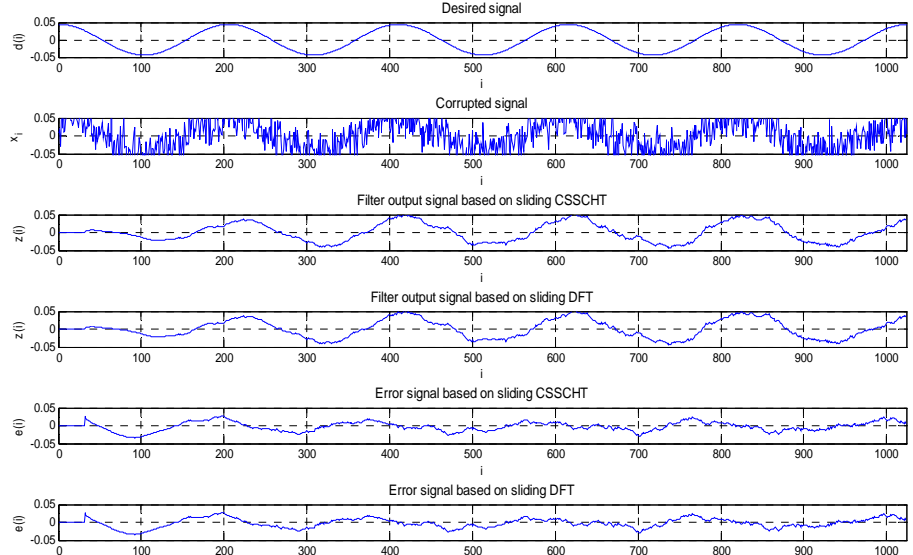 Desired signal
d(i)
0.05
0
-0.05
0 100 200 300 400 500 600 700 800 900 1000
i
Corrupted signal
x i
0.05
0
-0.05
0 100 200 300 400 500 600 700 800 900 1000
i
Filter output signal based on sliding CSSCHT
z(i)
0.05
0
-0.05
0 100 200 300 400 500 600 700 800 900 1000
i
Filter output signal based on sliding DFT
z(i)
0.05
0
-0.05
0 100 200 300 400 500 600 700 800 900 1000
i
Error signal based on sliding CSSCHT
e(i)
0.05
0
-0.05
0 100 200 300 400 500 600 700 800 900 1000
i
Error signal based on sliding DFT
e(i)
0.05
0
-0.05
0 100 200 300 400 500 600 700 800 900 1000